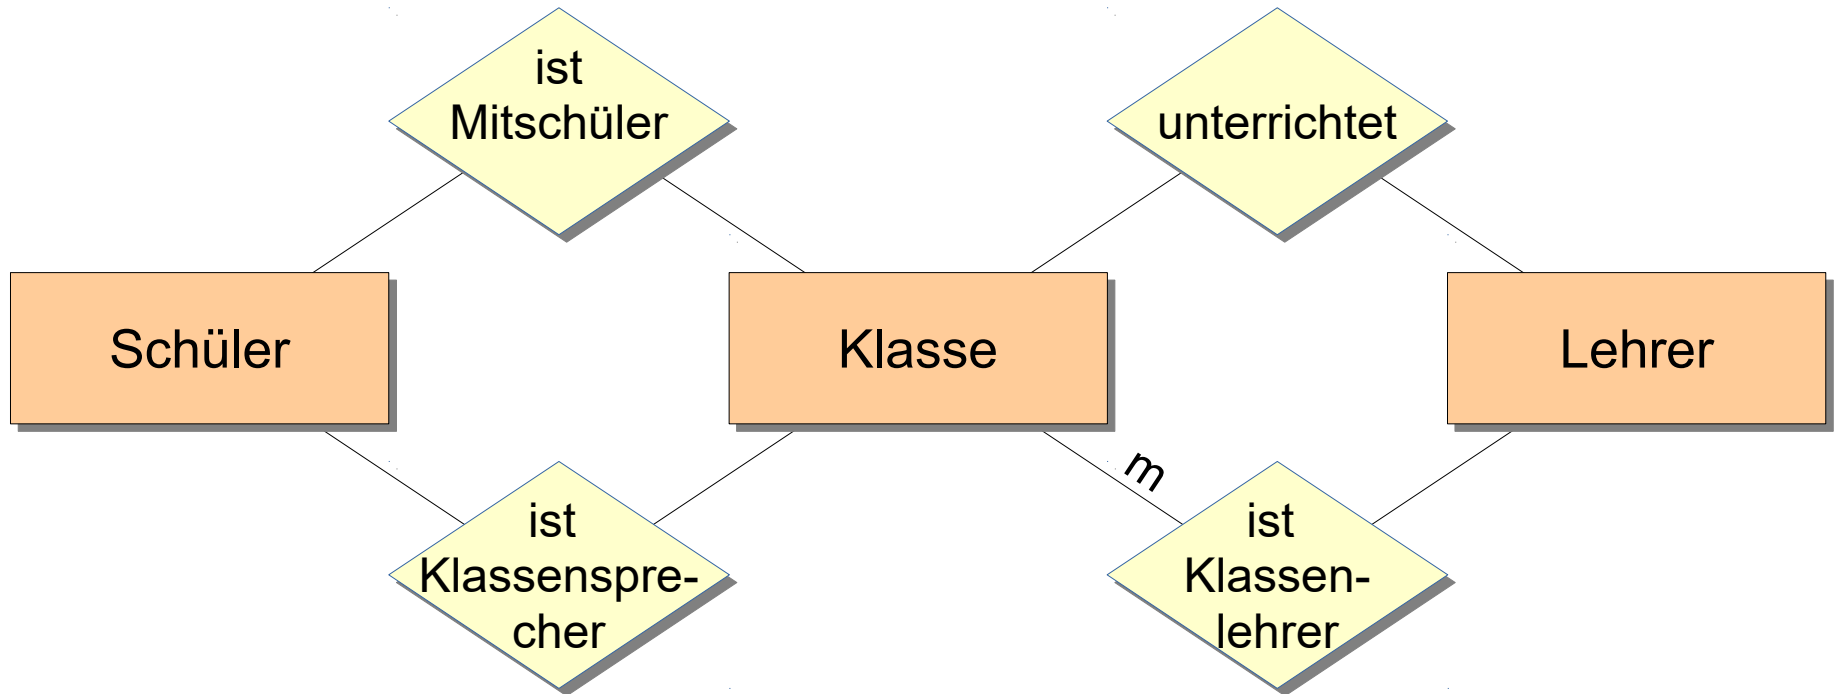 ist
Mitschüler
unterrichtet
Schüler
Klasse
Lehrer
m
ist
Klassenspre-
cher
ist
Klassen-
lehrer